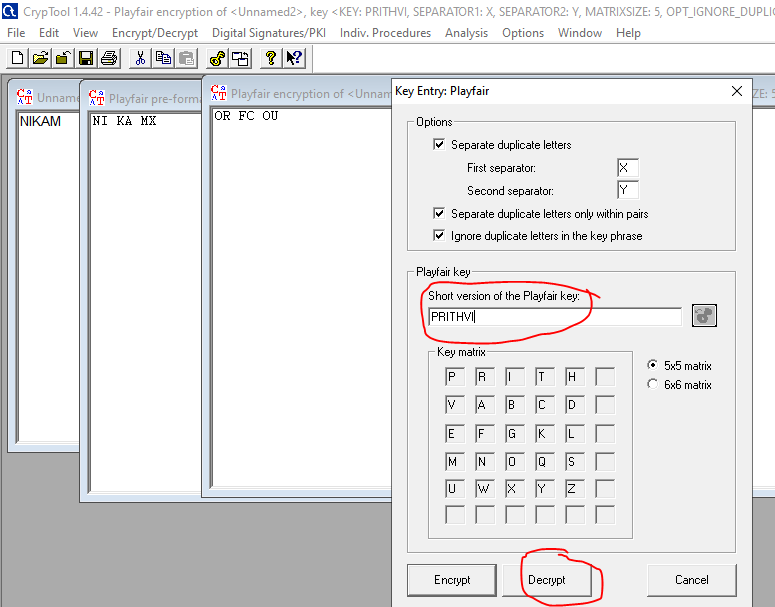 CrypTool 1.4.42 - Playfair encryption of <Unnamed2>, key <KEY: PRITHVI, SEPARATOR1: X, SEPARATOR2: Y, MATRIXSIZE: 5, OPT_IGNORE_DUPLIC
File Edit View Encrypt/Decrypt Digital Signatures/PKI Indiv. Procedures Analysis Options Window Help
Unname
NIKAM
Playfair pre-forma
NI KA MX
Playfair encryption of <Unnam
ZE: 5
OR FC OU
Key Entry: Playfair
Options
Separate duplicate letters
First separator: X
Second separator: Y
Separate duplicate letters only within pairs
Ignore duplicate letters in the key phrase
Playfair key
Short version of the Playfair key:
PRITHVI
Key matrix
P R I T H
V A B C D
E F G K L
M N O Q S
U W X Y Z
5x5 matrix
6x6 matrix
Encrypt Decrypt Cancel